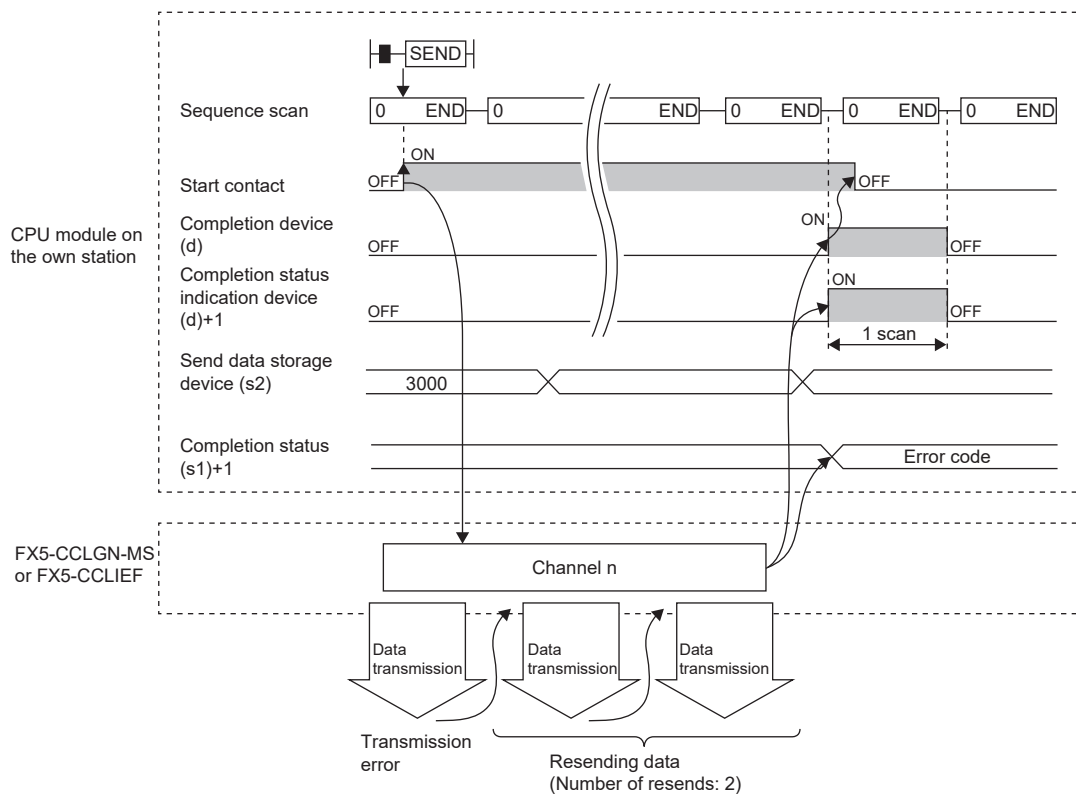 SEND
Sequence scan
0 END 0 END 0 END 0 END 0
ON
Start contact
OFF
OFF
CPU module on
the own station
Completion device
(d)
ON
OFF
OFF
Completion status
indication device
(d)+1
ON
OFF
OFF
1 scan
Send data storage
device (s2)
3000
Completion status
(s1)+1
Error code
FX5-CCLGN-MS
or FX5-CCLIEF
Channel n
Data
transmission
Data
transmission
Data
transmission
Transmission
error
Resending data
(Number of resends: 2)